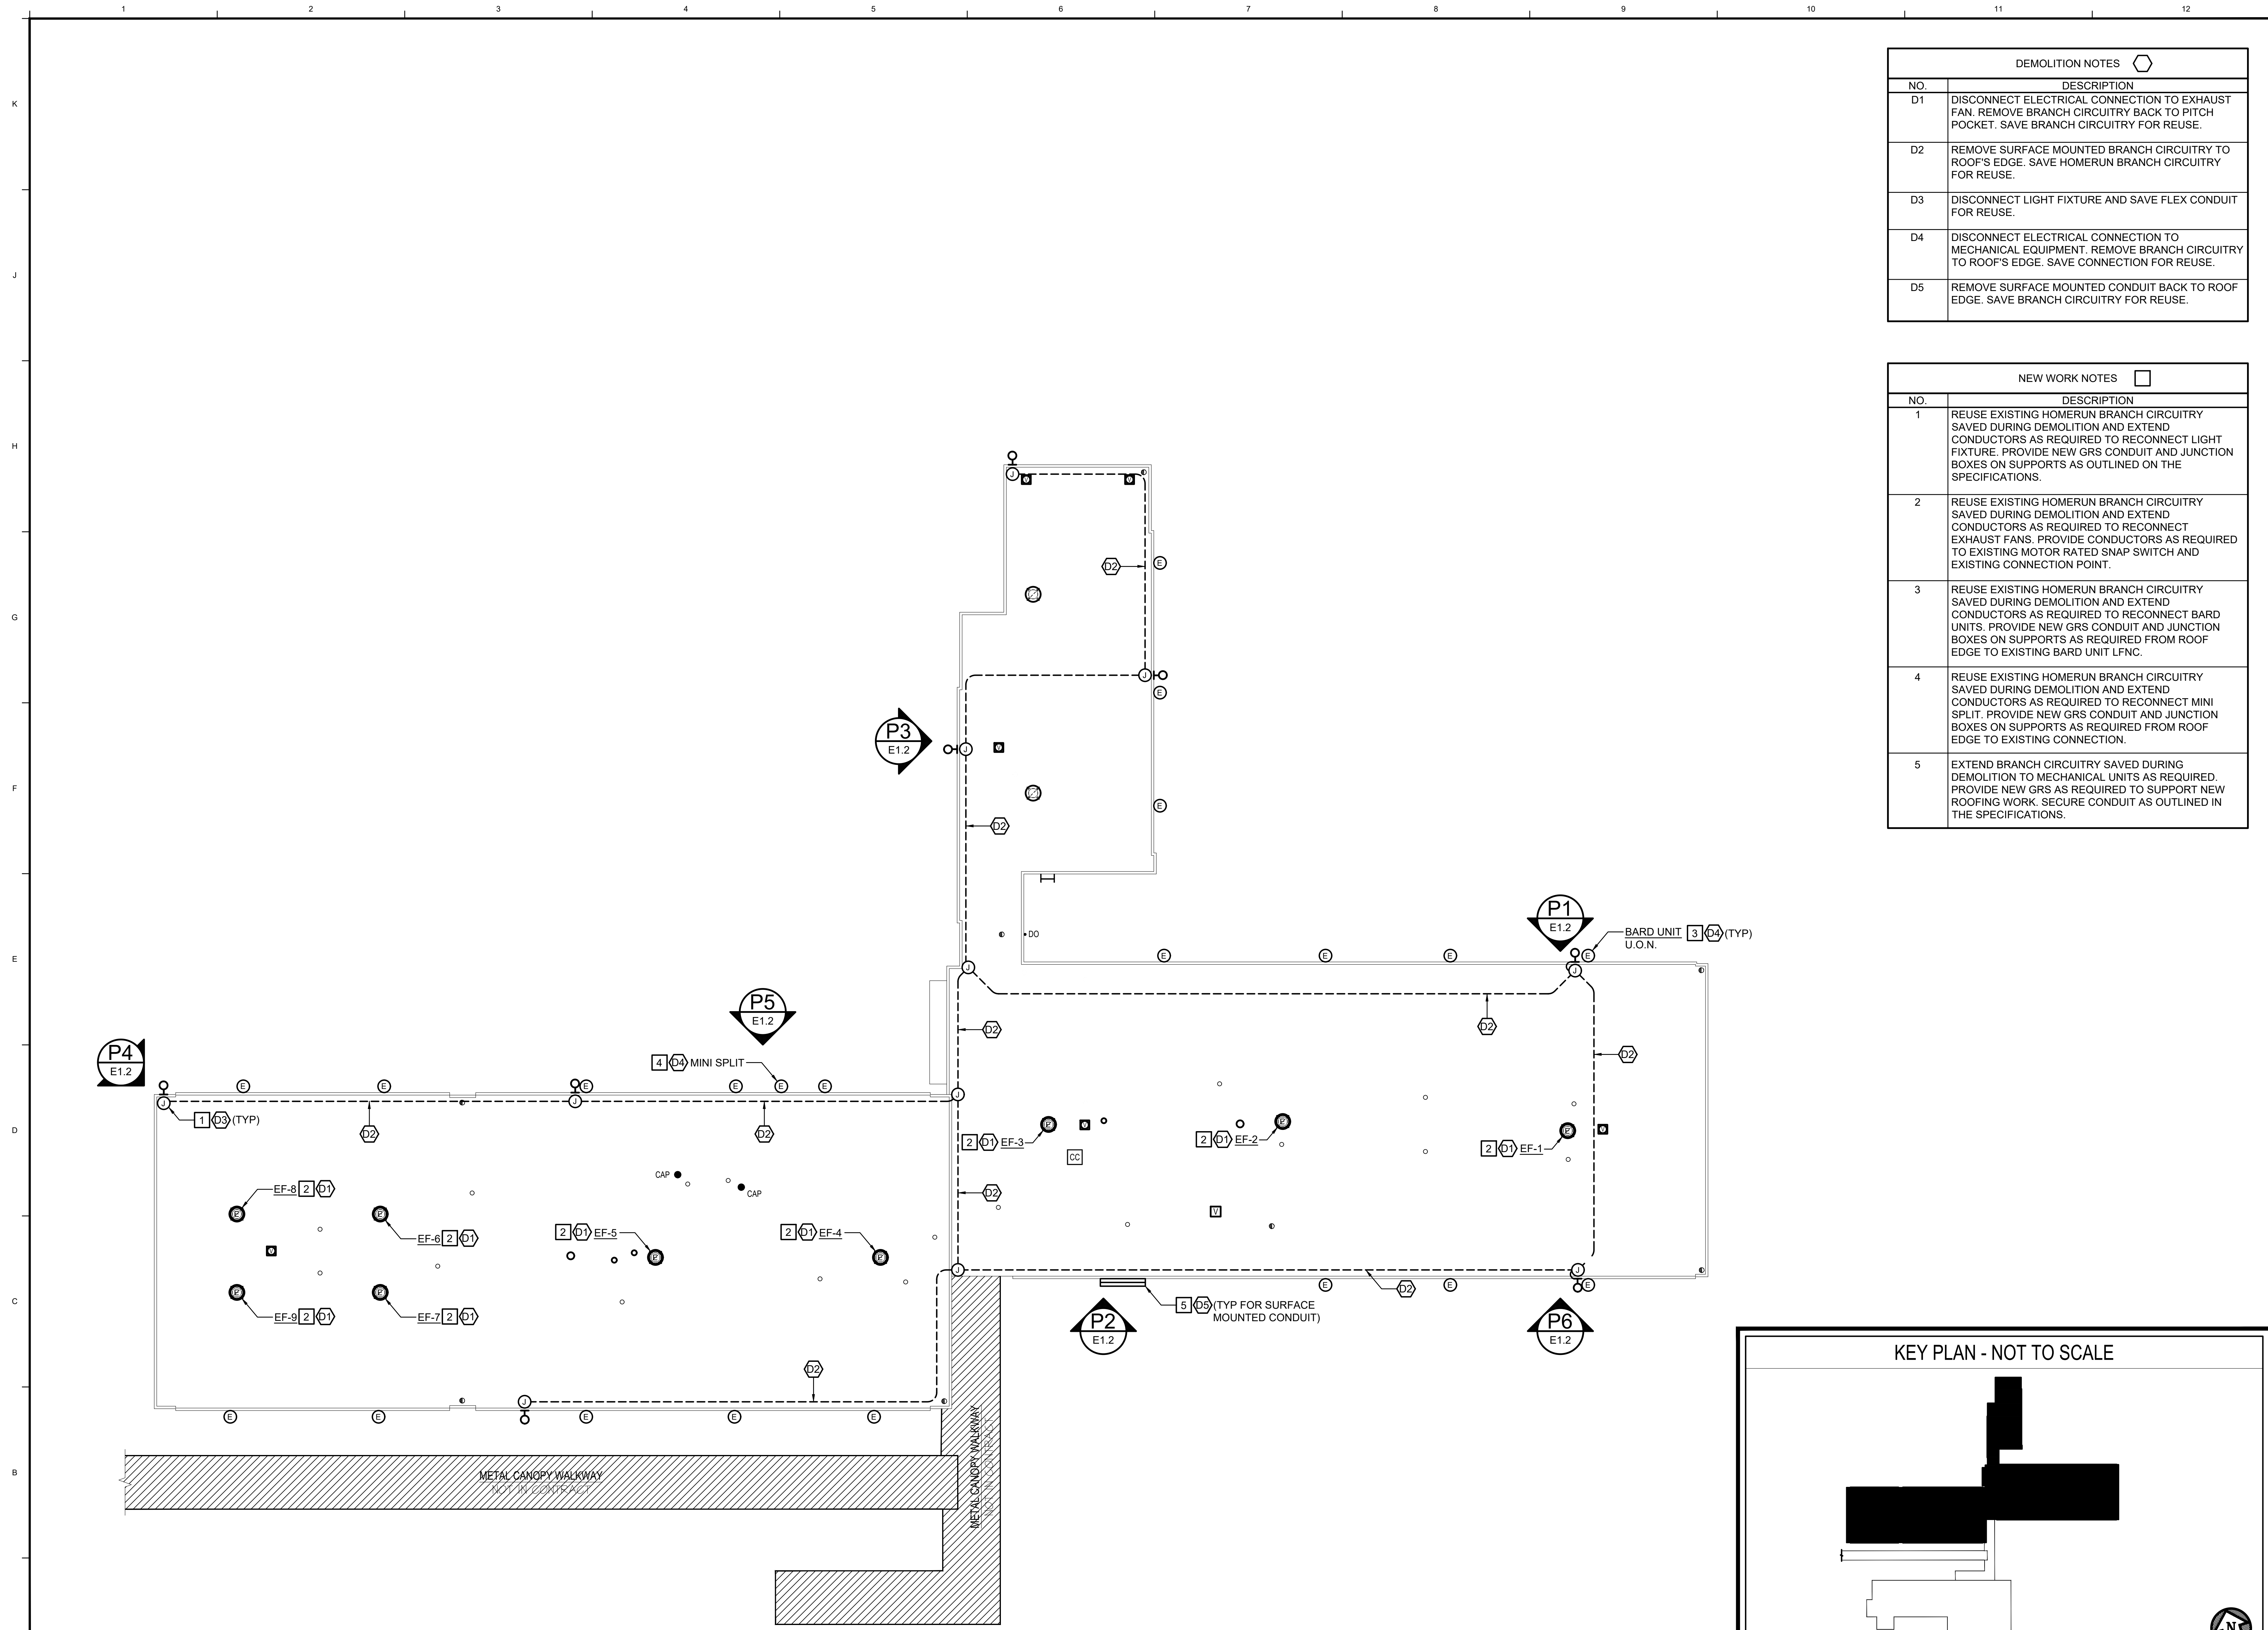 1 2 3 4 5 6 7 8 9 10 11 12
K
J
H
G
F
E
D
C
B
DEMOLITION NOTES
NO. DESCRIPTION
D1 DISCONNECT ELECTRICAL CONNECTION TO EXHAUST
FAN. REMOVE BRANCH CIRCUITRY BACK TO PITCH
POCKET. SAVE BRANCH CIRCUITRY FOR REUSE.
D2 REMOVE SURFACE MOUNTED BRANCH CIRCUITRY TO
ROOF'S EDGE. SAVE HOMERUN BRANCH CIRCUITRY
FOR REUSE.
D3 DISCONNECT LIGHT FIXTURE AND SAVE FLEX CONDUIT
FOR REUSE.
D4 DISCONNECT ELECTRICAL CONNECTION TO
MECHANICAL EQUIPMENT. REMOVE BRANCH CIRCUITRY
TO ROOF'S EDGE. SAVE CONNECTION FOR REUSE.
D5 REMOVE SURFACE MOUNTED CONDUIT BACK TO ROOF
EDGE. SAVE BRANCH CIRCUITRY FOR REUSE.
NEW WORK NOTES
NO. DESCRIPTION
1 REUSE EXISTING HOMERUN BRANCH CIRCUITRY
SAVED DURING DEMOLITION AND EXTEND
CONDUCTORS AS REQUIRED TO RECONNECT LIGHT
FIXTURE. PROVIDE NEW GRS CONDUIT AND JUNCTION
BOXES ON SUPPORTS AS OUTLINED ON THE
SPECIFICATIONS.
2 REUSE EXISTING HOMERUN BRANCH CIRCUITRY
SAVED DURING DEMOLITION AND EXTEND
CONDUCTORS AS REQUIRED TO RECONNECT
EXHAUST FANS. PROVIDE CONDUCTORS AS REQUIRED
TO EXISTING MOTOR RATED SNAP SWITCH AND
EXISTING CONNECTION POINT.
3 REUSE EXISTING HOMERUN BRANCH CIRCUITRY
SAVED DURING DEMOLITION AND EXTEND
CONDUCTORS AS REQUIRED TO RECONNECT BARD
UNITS. PROVIDE NEW GRS CONDUIT AND JUNCTION
BOXES ON SUPPORTS AS REQUIRED FROM ROOF
EDGE TO EXISTING BARD UNIT LFNC.
4 REUSE EXISTING HOMERUN BRANCH CIRCUITRY
SAVED DURING DEMOLITION AND EXTEND
CONDUCTORS AS REQUIRED TO RECONNECT MINI
SPLIT. PROVIDE NEW GRS CONDUIT AND JUNCTION
BOXES ON SUPPORTS AS REQUIRED FROM ROOF
EDGE TO EXISTING CONNECTION.
5 EXTEND BRANCH CIRCUITRY SAVED DURING
DEMOLITION TO MECHANICAL UNITS AS REQUIRED.
PROVIDE NEW GRS AS REQUIRED TO SUPPORT NEW
ROOFING WORK. SECURE CONDUIT AS OUTLINED IN
THE SPECIFICATIONS.
J
D2
E
J
E
P3
E1.2
J
E
D2
P1
E1.2
DO
BARD UNIT 3 D4 (TYP)
U.O.N.
E E E E
J J
P5
E1.2
D2 D2
D2
P4
E1.2
4 D4 MINI SPLIT
E E E E E E
J J J
1 D3 (TYP)
D2 D2
2 D1 EF-3
2 D1 EF-2
2 D1 EF-1
CC
CAP
CAP
D2
V
EF-8 2 D1
EF-6 2 D1
2 D1 EF-5
2 D1 EF-4
J J
E E E
D2
EF-9 2 D1
EF-7 2 D1
5 D5 (TYP FOR SURFACE
MOUNTED CONDUIT)
P2
E1.2
P6
E1.2
D2
J
E E E E E
METAL CANOPY WALKWAY
NOT IN CONTRACT
METAL CANOPY WALKWAY
NOT IN CONTRACT
KEY PLAN - NOT TO SCALE
N